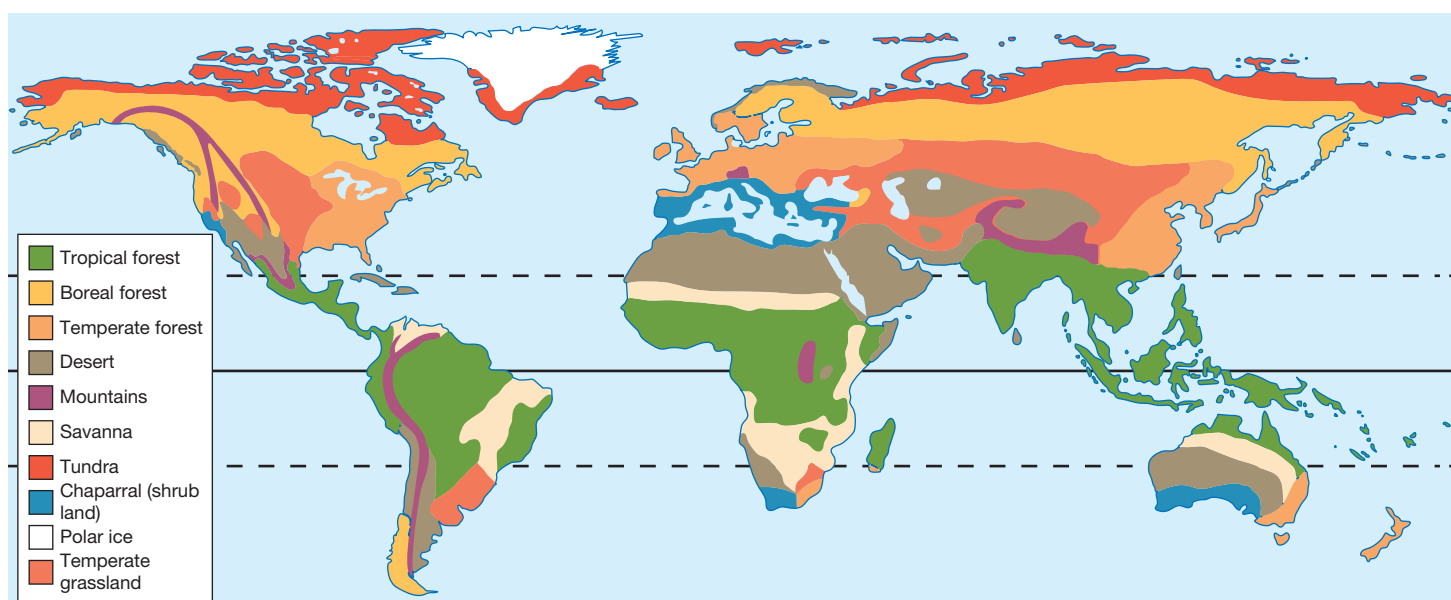 Tropical forest
Boreal forest
Temperate forest
Desert
Mountains
Savanna
Tundra
Chaparral (shrub
land)
Polar ice
Temperate
grassland